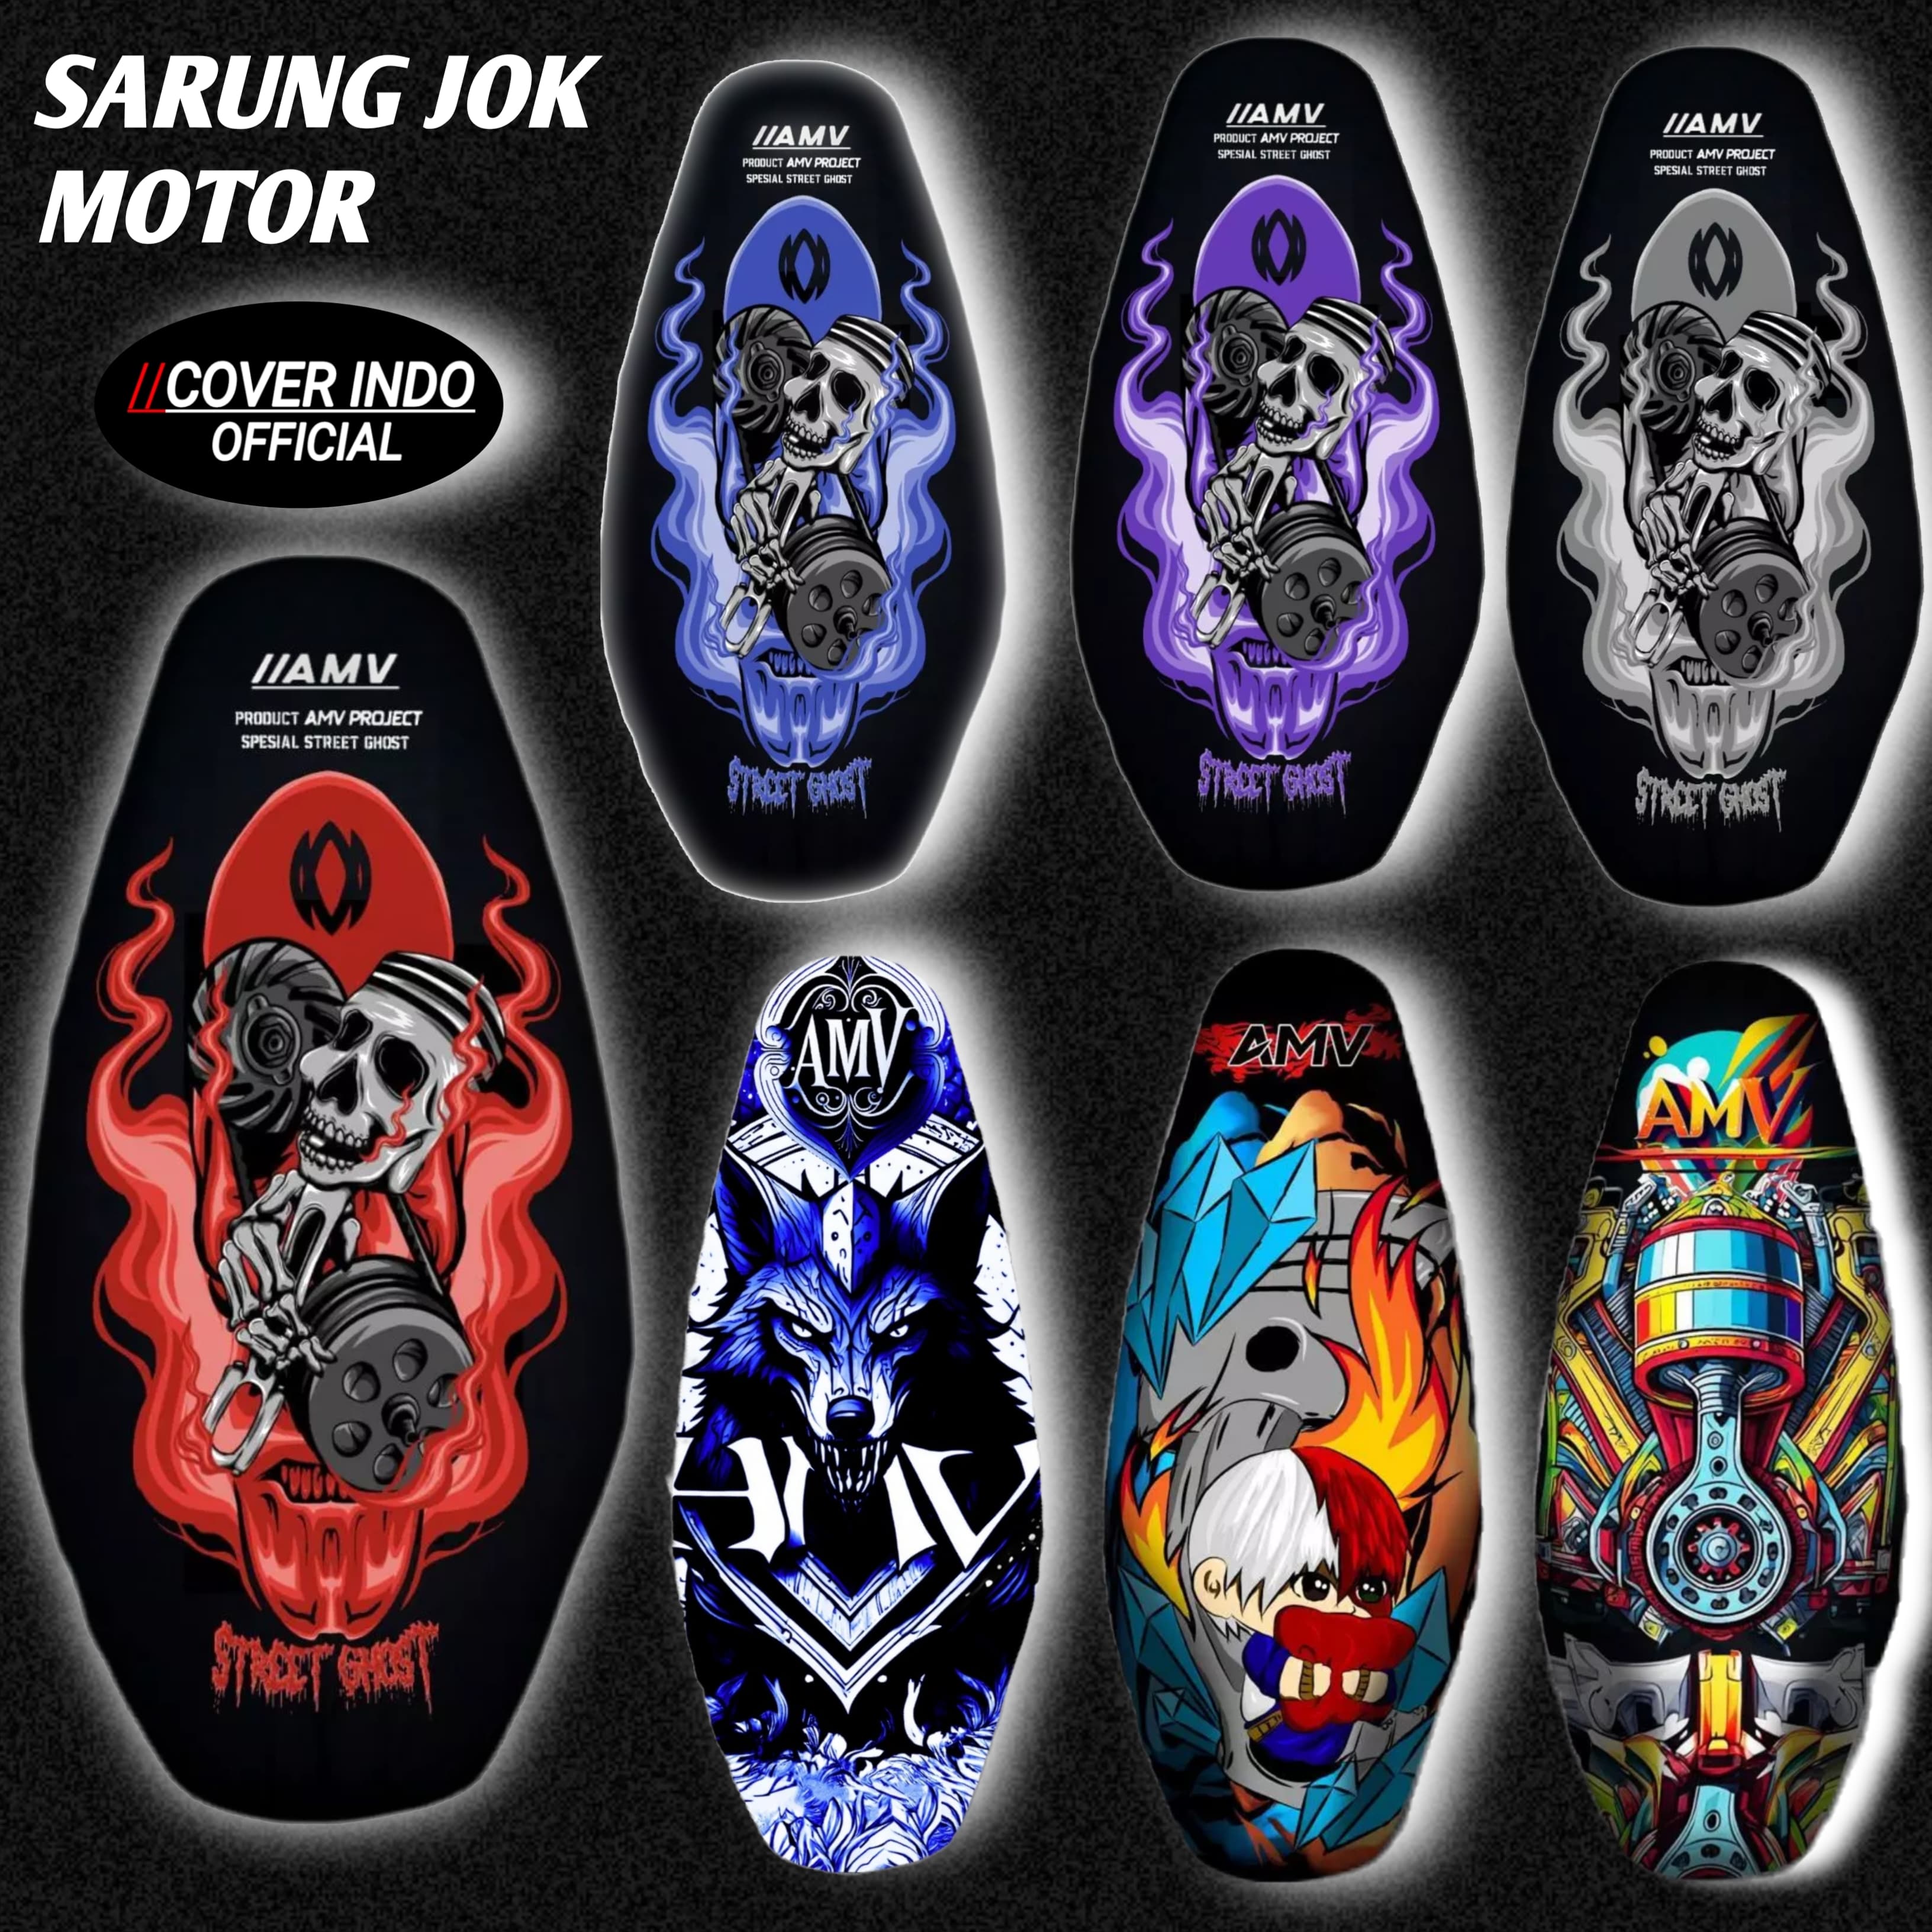 SARUNG JOK
MOTOR
//COVER INDO
OFFICIAL
//AMV
PRODUCT AMV PROJECT
SPESIAL STREET GHOST
STREET GHOST
//AMV
PRODUCT AMV PROJECT
SPESIAL STREET GHOST
STREET GHOST
//AMV
PRODUCT AMV PROJECT
SPESIAL STREET GHOST
STREET GHOST
//AMV
PRODUCT AMV PROJECT
SPESIAL STREET GHOST
STREET GHOST
AMV
AMV
AMV